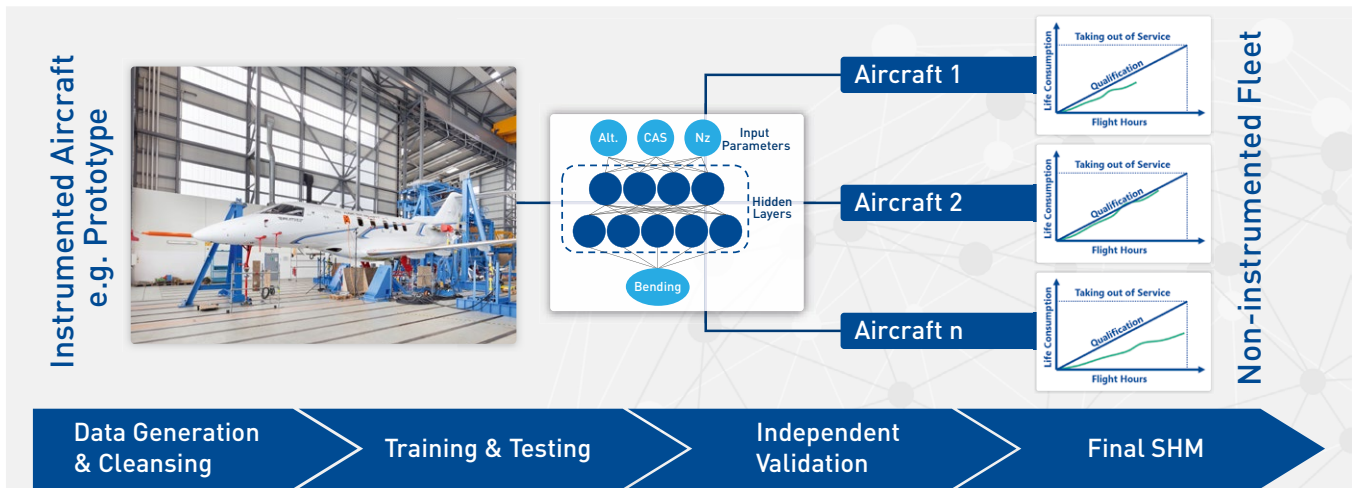 Instrumented Aircraft
e.g. Prototype
Alt.
CAS
Nz
Input
Parameters
Hidden
Layers
Bending
Aircraft 1
Aircraft 2
Aircraft n
Taking out of Service
Qualification
Life Consumption
Flight Hours
Taking out of Service
Qualification
Life Consumption
Flight Hours
Taking out of Service
Qualification
Life Consumption
Flight Hours
Non-instrumented Fleet
Data Generation
& Cleansing
Training & Testing
Independent
Validation
Final SHM